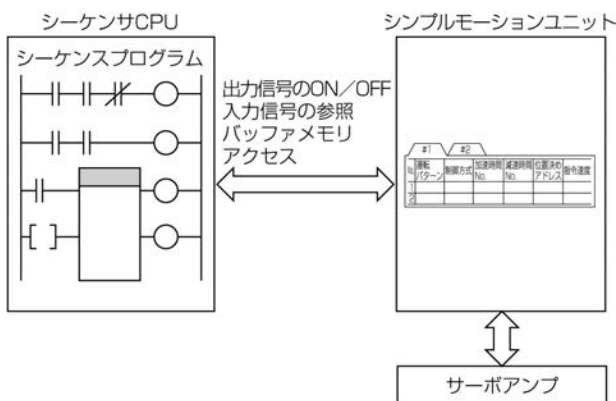 シーケンサCPU
シンプルモーションユニット
シーケンスプログラム
出力信号のON／OFF
入力信号の参照
バッファメモリ
アクセス
#1 #2
No. 運転パターン 制御方式 加速時間No. 減速時間No. 位置決めアドレス 指令速度
1
2
サーボアンプ